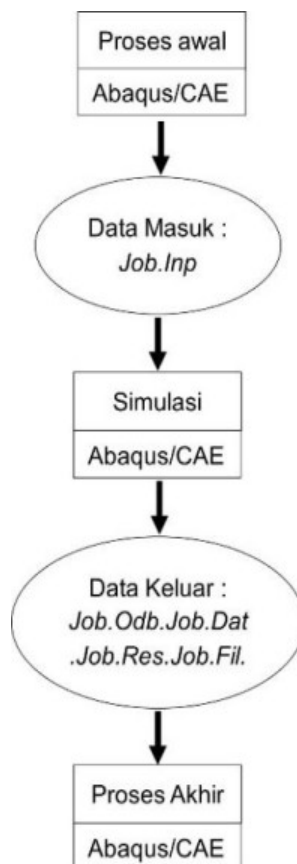 Proses awal
Abaqus/CAE
Data Masuk :
Job.Inp
Simulasi
Abaqus/CAE
Data Keluar :
Job.Odb.Job.Dat
.Job.Res.Job.Fil.
Proses Akhir
Abaqus/CAE